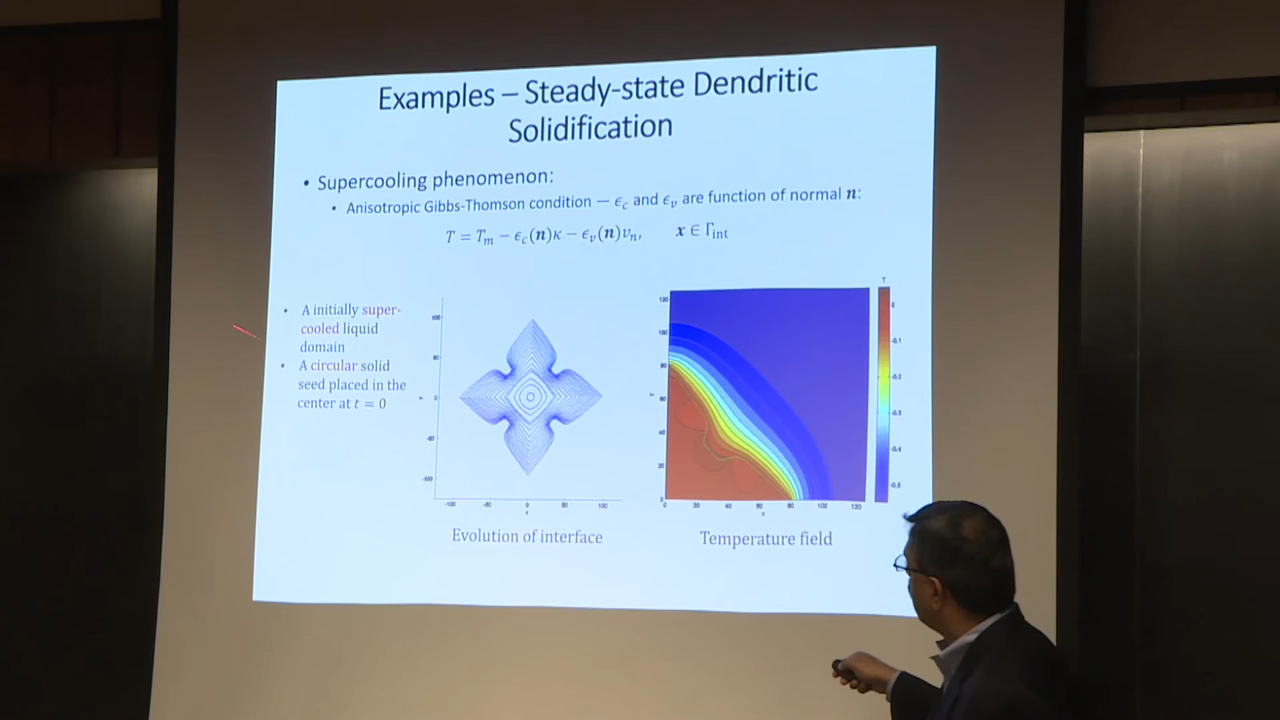 Examples – Steady-state Dendritic
Solidification
• Supercooling phenomenon:
• Anisotropic Gibbs-Thomson condition — ϵ_c and ϵ_v are function of normal n:
T = T_m − ϵ_c(n)κ − ϵ_v(n)v_n, x ∈ Γ_int
• A initially super-
cooled liquid
domain
• A circular solid
seed placed in the
center at t = 0
Evolution of interface
Temperature field